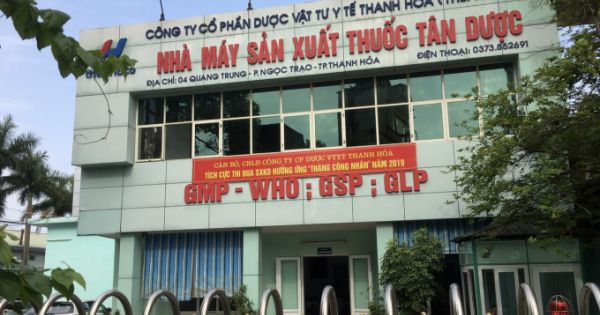 CÔNG TY CỔ PHẦN DƯỢC VẬT TƯ Y TẾ THANH HÓA
NHÀ MÁY SẢN XUẤT THUỐC TÂN DƯỢC
ĐỊA CHỈ: 04 QUANG TRUNG - P. NGỌC TRẠO - TP. THANH HÓA
ĐIỆN THOẠI: 0373.852691
CÁN BỘ, CNLĐ CÔNG TY CP DƯỢC VTYT THANH HÓA
TÍCH CỰC THI ĐUA SXKD HƯỞNG ỨNG "THÁNG CÔNG NHÂN" NĂM 2019
GMP - WHO ; GSP ; GLP